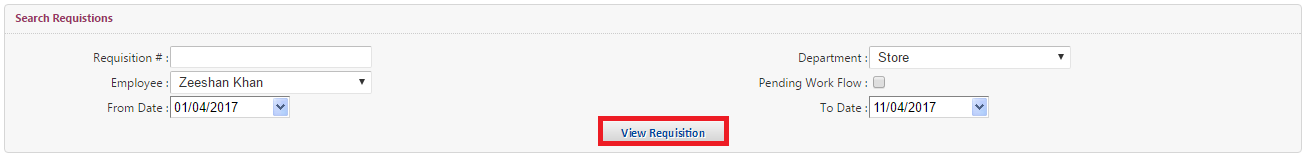 Search Requistions
Requisition # : Department : Store
Employee : Zeeshan Khan Pending Work Flow :
From Date : 01/04/2017 To Date : 11/04/2017
View Requisition